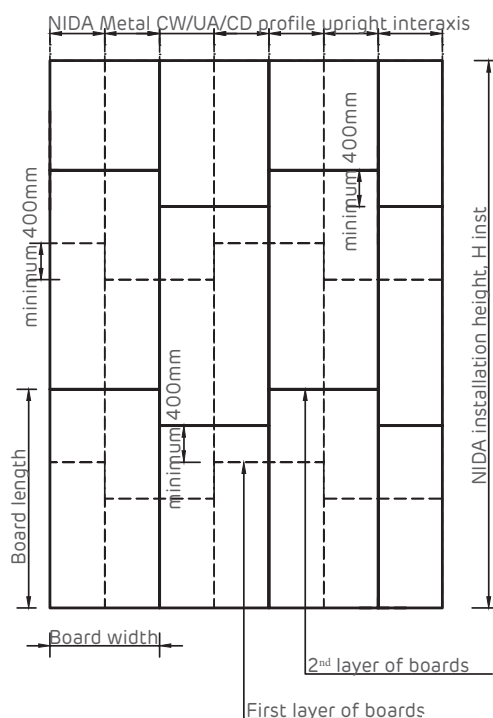 NIDA Metal CW/UA/CD profile upright interaxis
minimum 400mm
minimum 400mm
minimum 400mm
NIDA installation height, H inst
Board length
Board width
2nd layer of boards
First layer of boards